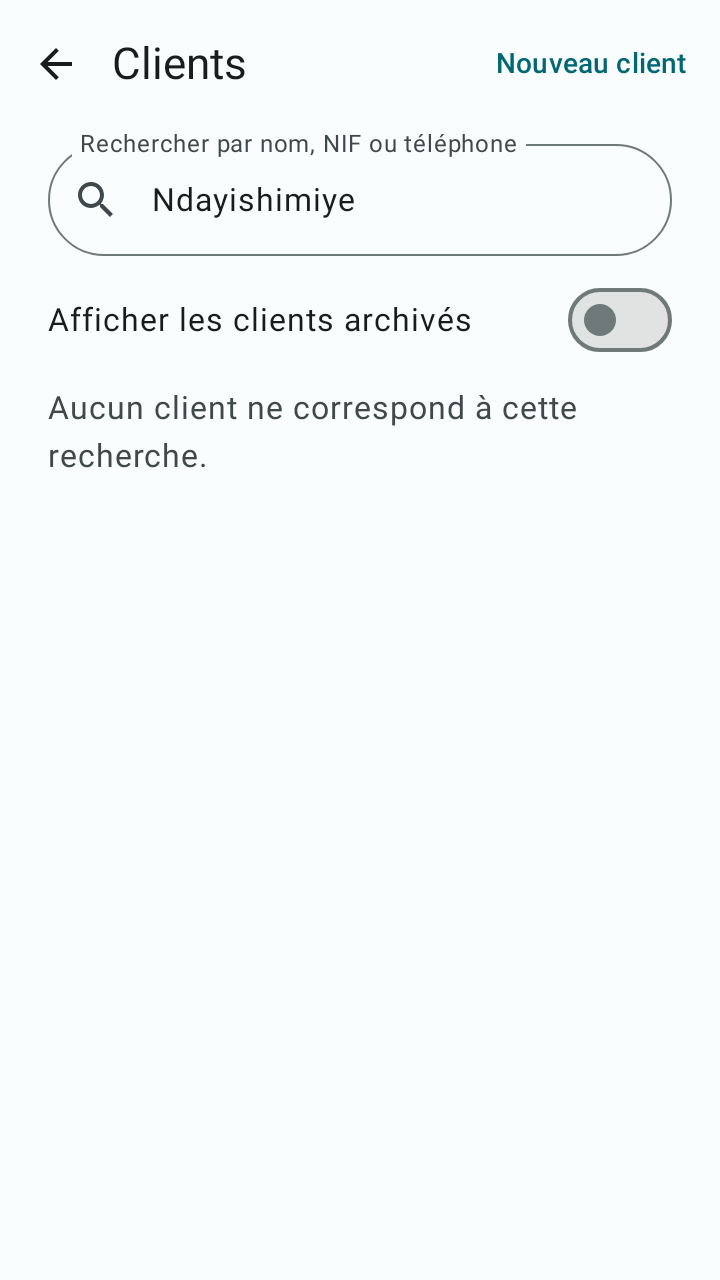 Clients
Nouveau client
Rechercher par nom, NIF ou téléphone
Ndayishimiye
Afficher les clients archivés
Aucun client ne correspond à cette
recherche.